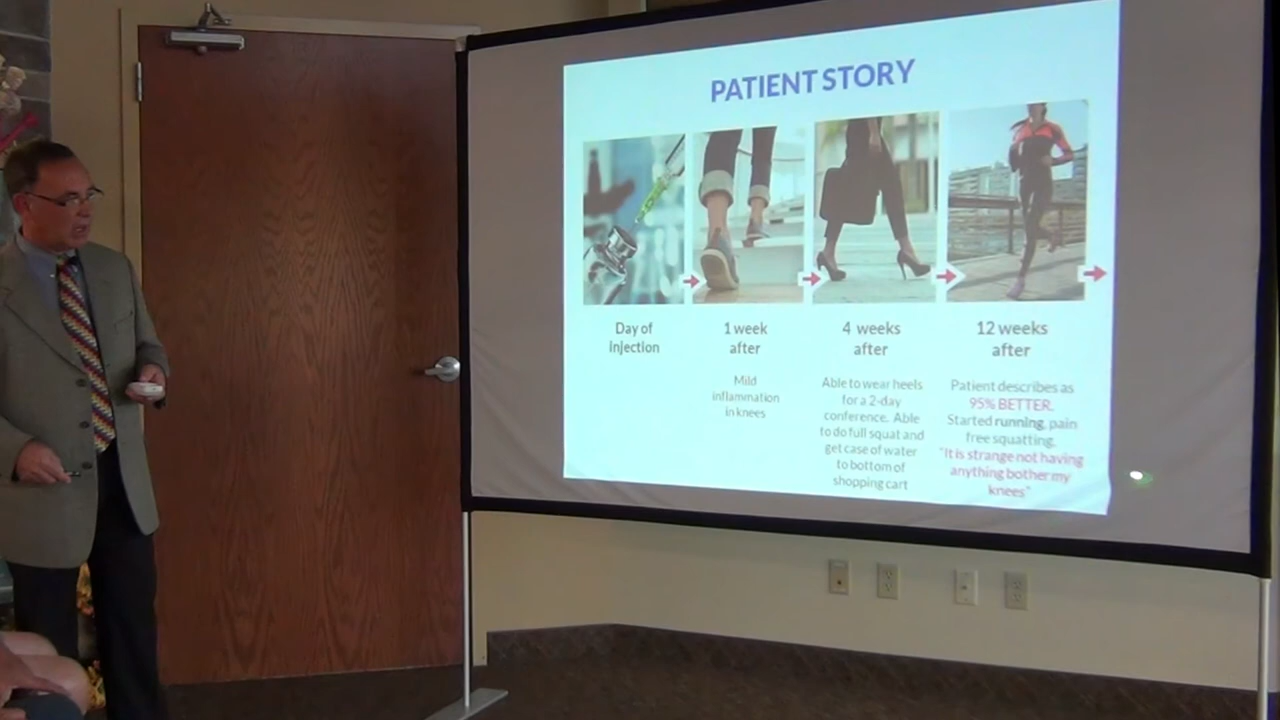 PATIENT STORY
Day of
Injection
1 week
after
Mild
inflammation
in knees
4 weeks
after
Able to wear heels
for a 2-day
conference. Able
to do full squat and
get case of water
to bottom of
shopping cart
12 weeks
after
Patient describes as
95% BETTER.
Started running, pain
free squatting.
"It is strange not having
anything bother my
knees"